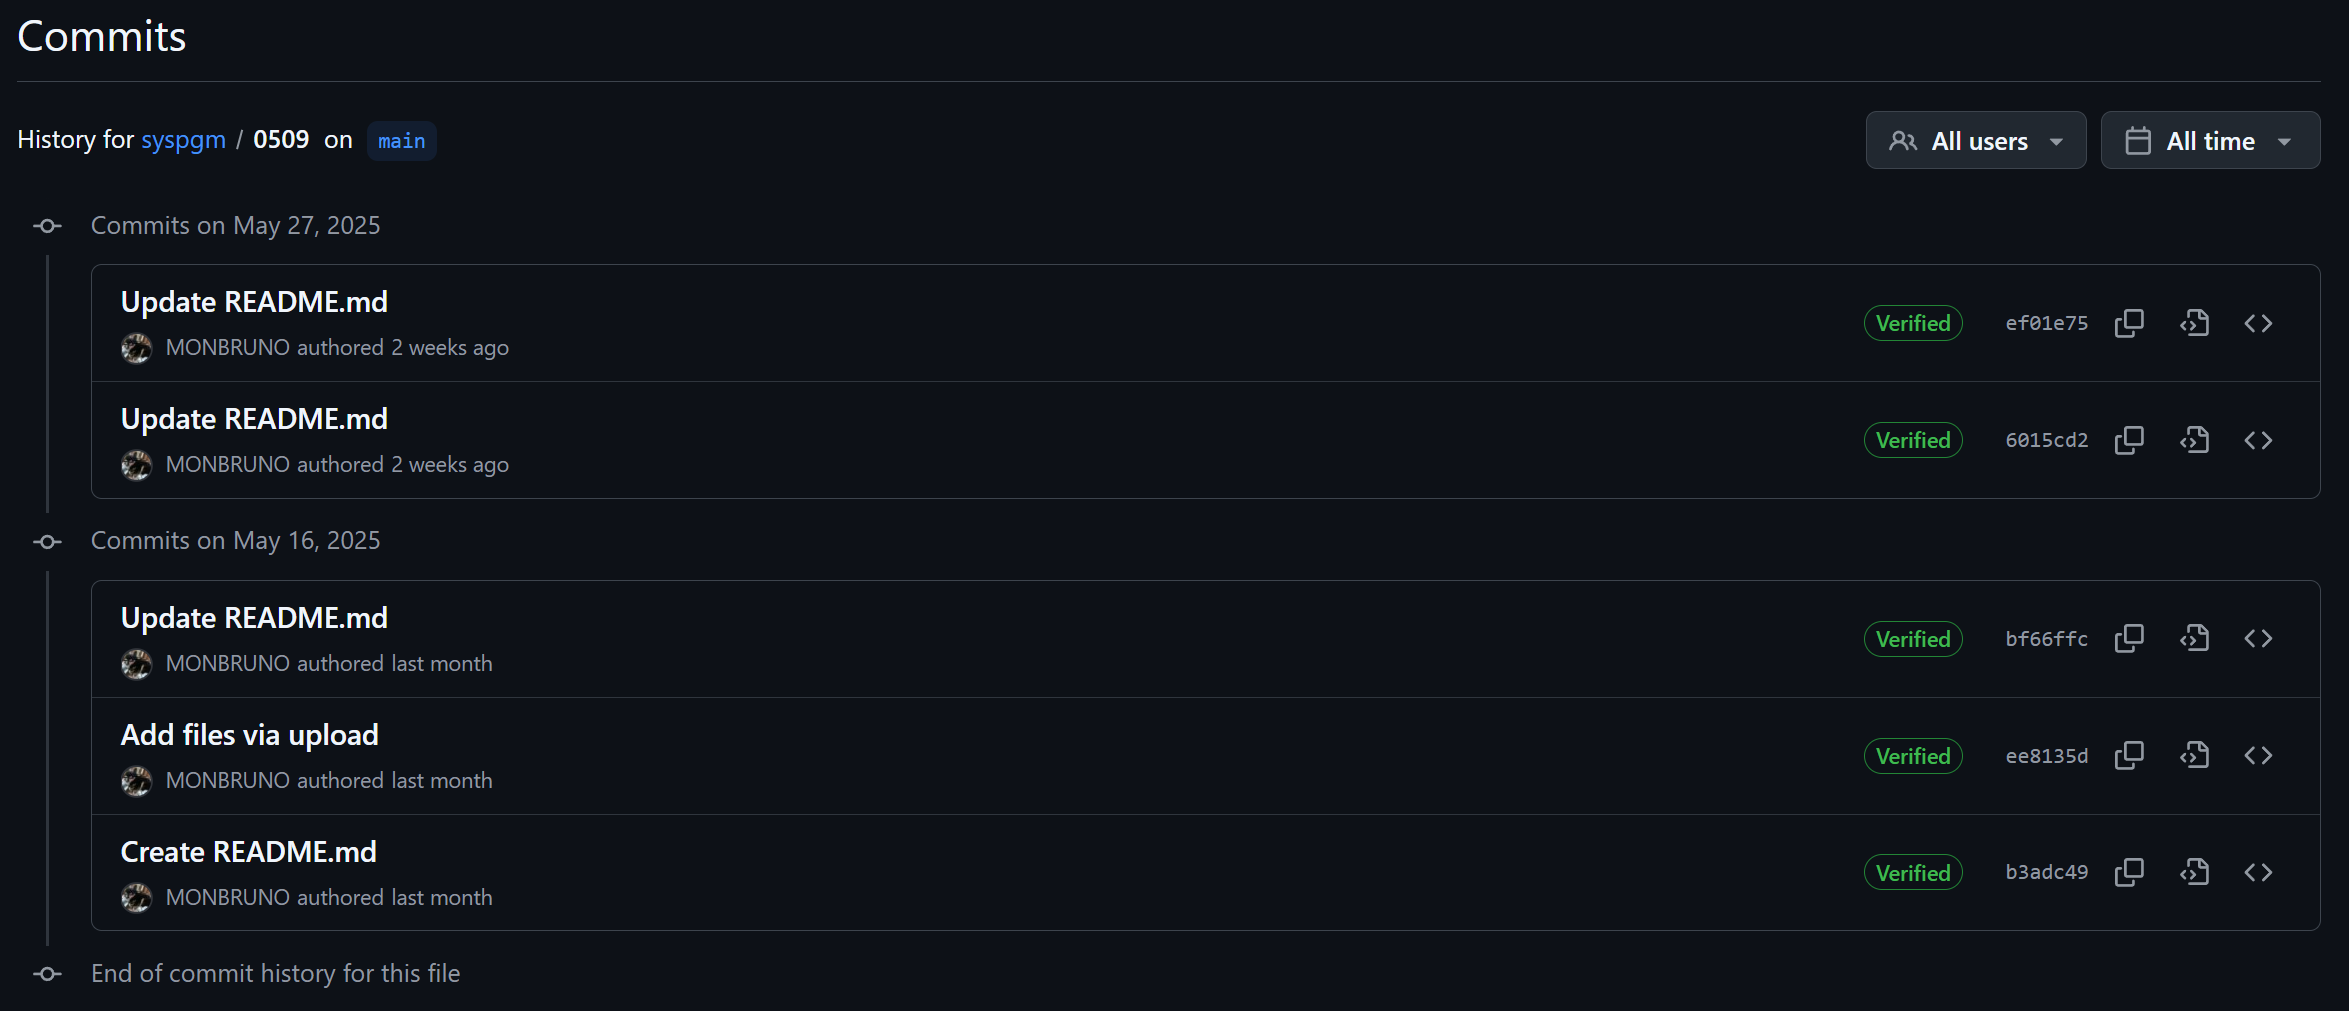 Commits
History for syspgm / 0509 on main
All users
All time
Commits on May 27, 2025
Update README.md
MONBRUNO authored 2 weeks ago
Verified
ef01e75
Update README.md
MONBRUNO authored 2 weeks ago
Verified
6015cd2
Commits on May 16, 2025
Update README.md
MONBRUNO authored last month
Verified
bf66ffc
Add files via upload
MONBRUNO authored last month
Verified
ee8135d
Create README.md
MONBRUNO authored last month
Verified
b3adc49
End of commit history for this file